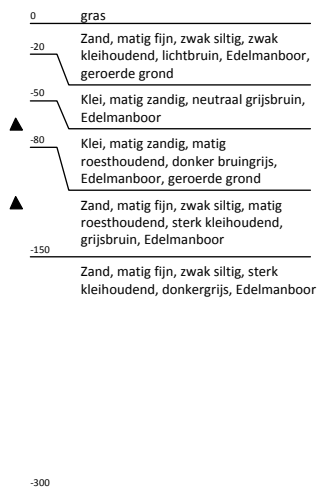 0 gras
Zand, matig fijn, zwak siltig, zwak
-20 kleihoudend, lichtbruin, Edelmanboor,
geroerde grond
-50 Klei, matig zandig, neutraal grijsbruin,
Edelmanboor
-80 Klei, matig zandig, matig
roesthoudend, donker bruingrijs,
Edelmanboor, geroerde grond
Zand, matig fijn, zwak siltig, matig
roesthoudend, sterk kleihoudend,
grijsbruin, Edelmanboor
-150
Zand, matig fijn, zwak siltig, sterk
kleihoudend, donkergrijs, Edelmanboor
-300